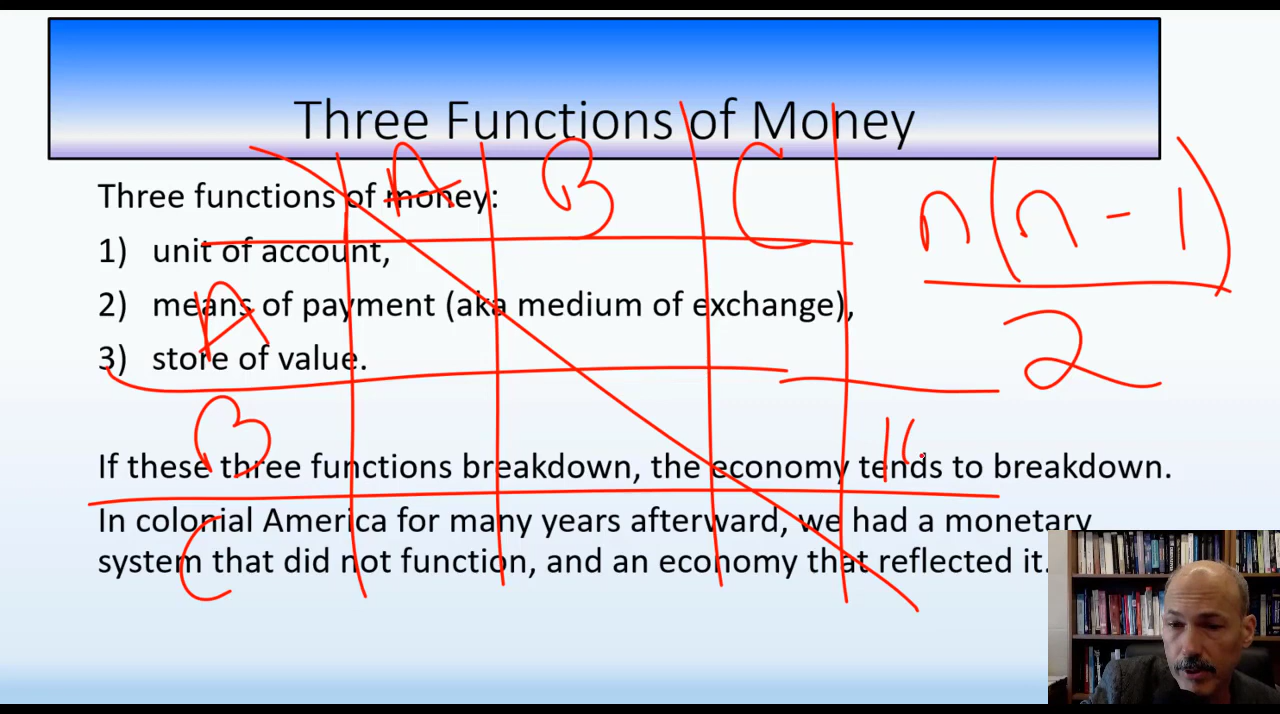 Three Functions of Money
Three functions of money:
1) unit of account,
2) means of payment (aka medium of exchange),
3) store of value.
If these three functions breakdown, the economy tends to breakdown.
In colonial America for many years afterward, we had a monetary
system that did not function, and an economy that reflected it.
A B C
A
B
C
n(n - 1)
2